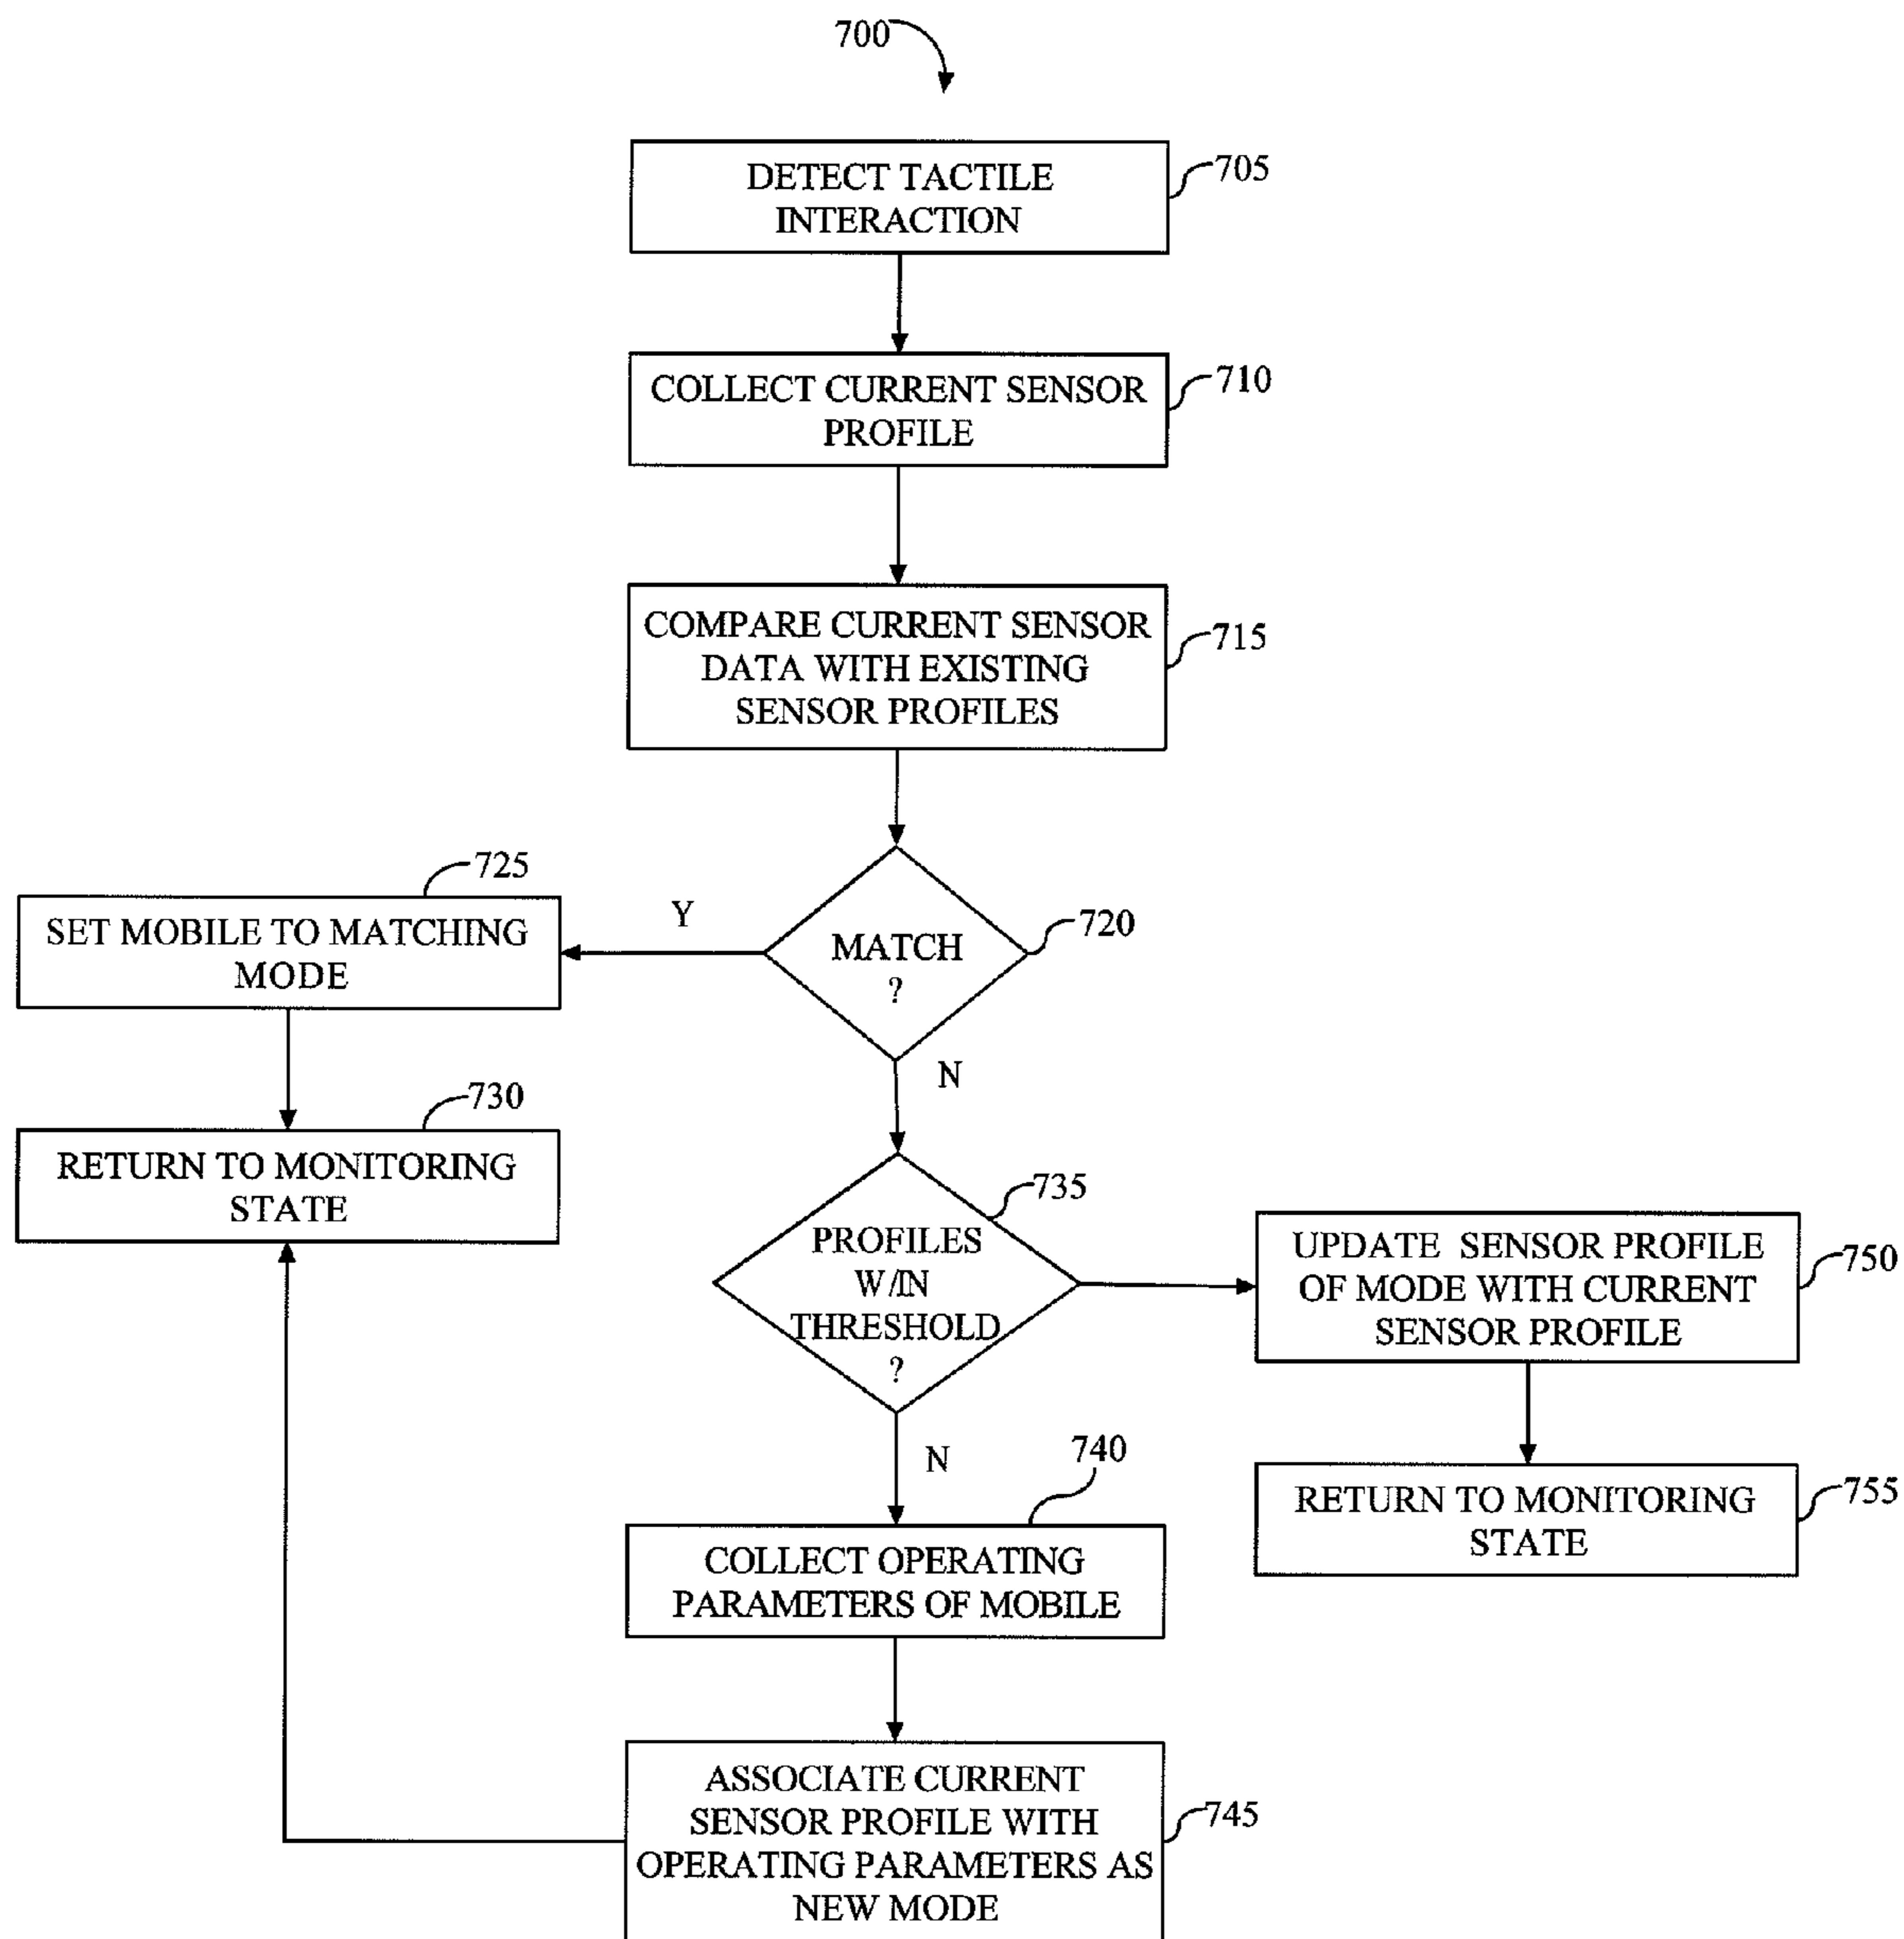 700
DETECT TACTILE
INTERACTION
705
COLLECT CURRENT SENSOR
PROFILE
710
COMPARE CURRENT SENSOR
DATA WITH EXISTING
SENSOR PROFILES
715
MATCH
?
720
Y
N
725
SET MOBILE TO MATCHING
MODE
730
RETURN TO MONITORING
STATE
735
PROFILES
W/IN
THRESHOLD
?
N
UPDATE SENSOR PROFILE
OF MODE WITH CURRENT
SENSOR PROFILE
750
RETURN TO MONITORING
STATE
755
740
COLLECT OPERATING
PARAMETERS OF MOBILE
ASSOCIATE CURRENT
SENSOR PROFILE WITH
OPERATING PARAMETERS AS
NEW MODE
745